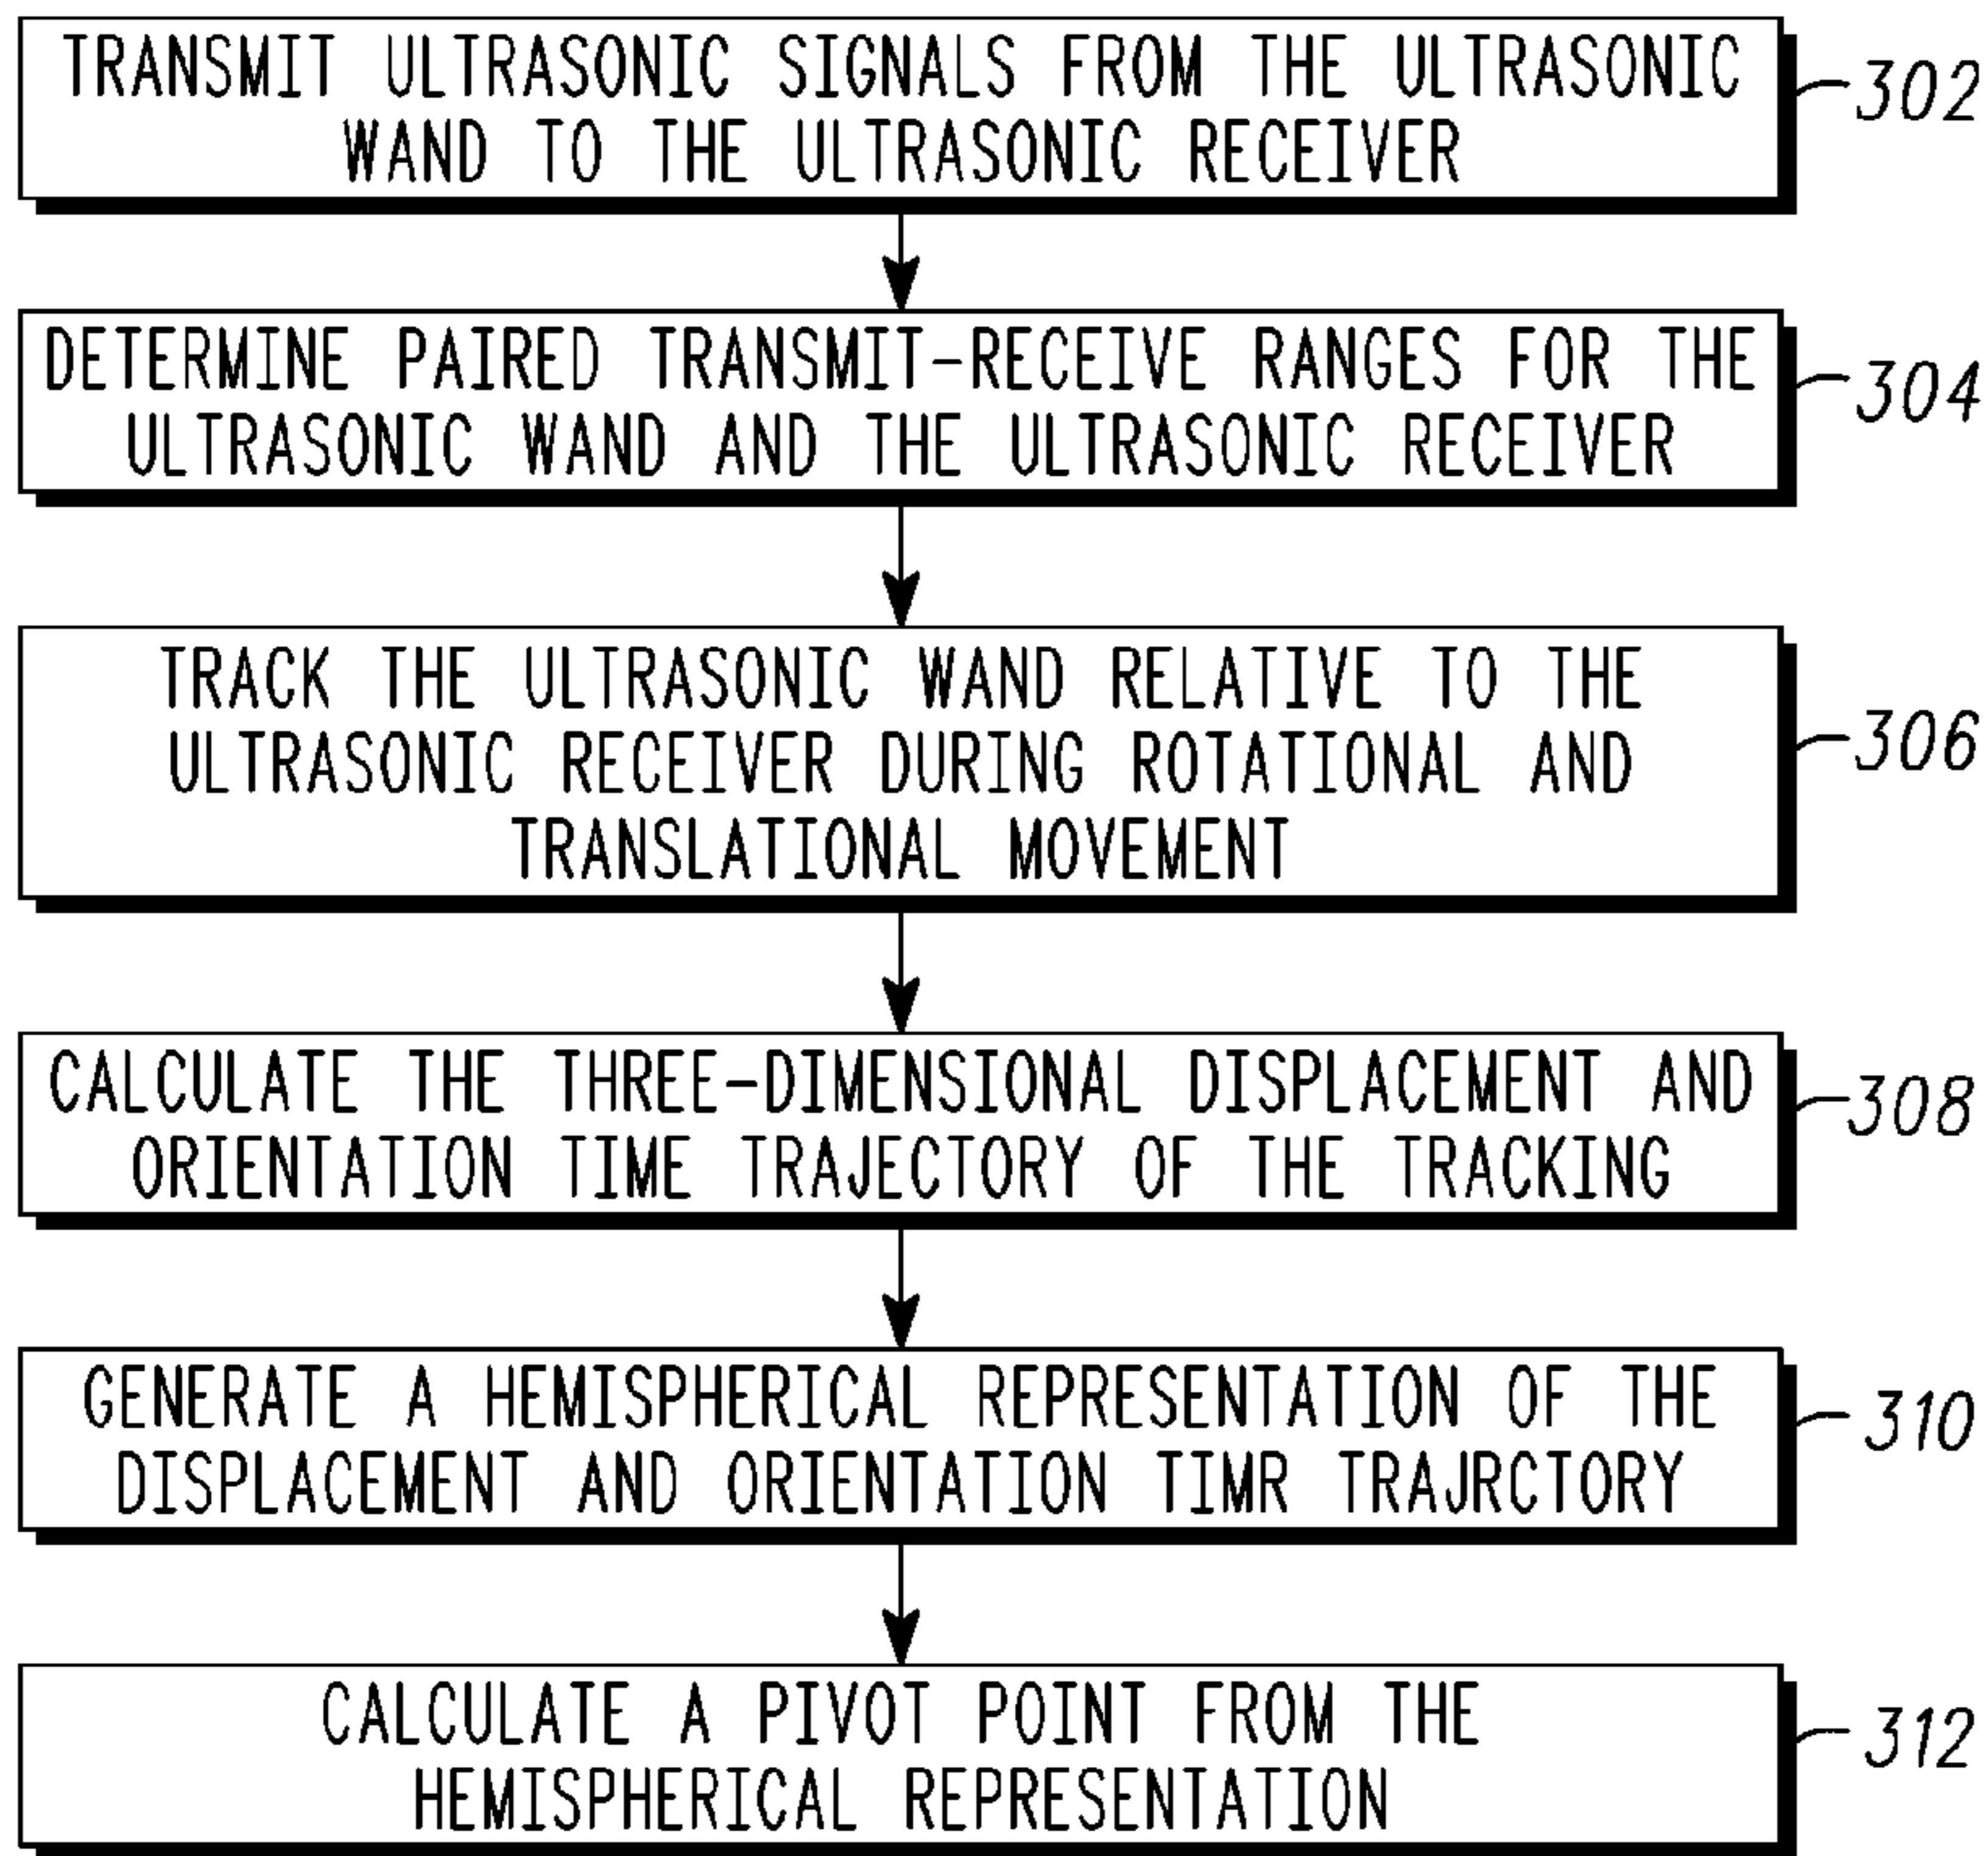 TRANSMIT ULTRASONIC SIGNALS FROM THE ULTRASONIC
WAND TO THE ULTRASONIC RECEIVER
302
DETERMINE PAIRED TRANSMIT-RECEIVE RANGES FOR THE
ULTRASONIC WAND AND THE ULTRASONIC RECEIVER
304
TRACK THE ULTRASONIC WAND RELATIVE TO THE
ULTRASONIC RECEIVER DURING ROTATIONAL AND
TRANSLATIONAL MOVEMENT
306
CALCULATE THE THREE-DIMENSIONAL DISPLACEMENT AND
ORIENTATION TIME TRAJECTORY OF THE TRACKING
308
GENERATE A HEMISPHERICAL REPRESENTATION OF THE
DISPLACEMENT AND ORIENTATION TIMR TRAJRCTORY
310
CALCULATE A PIVOT POINT FROM THE
HEMISPHERICAL REPRESENTATION
312